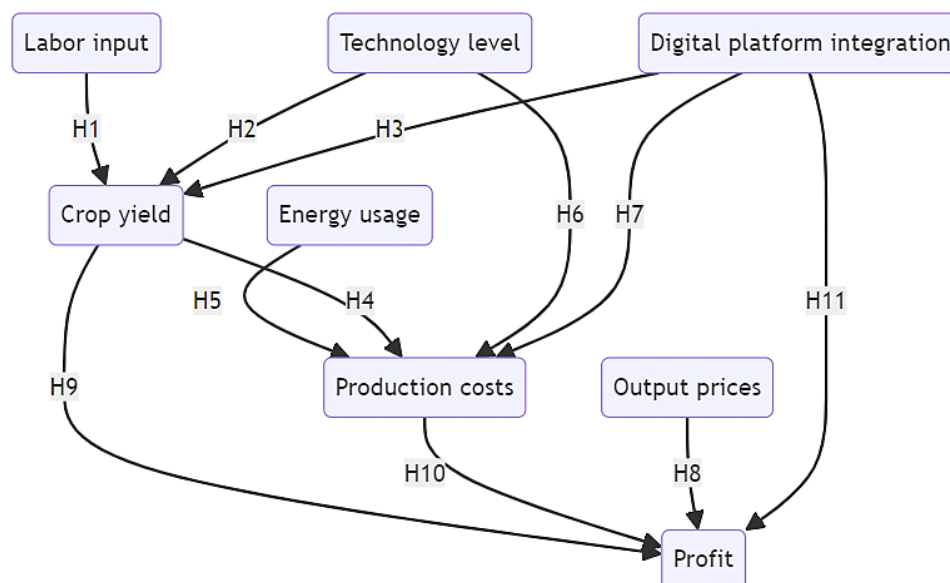 Labor input
Technology level
Digital platform integration
H1
H2
H3
Crop yield
Energy usage
H6
H7
H5
H4
H11
Production costs
Output prices
H9
H10
H8
Profit